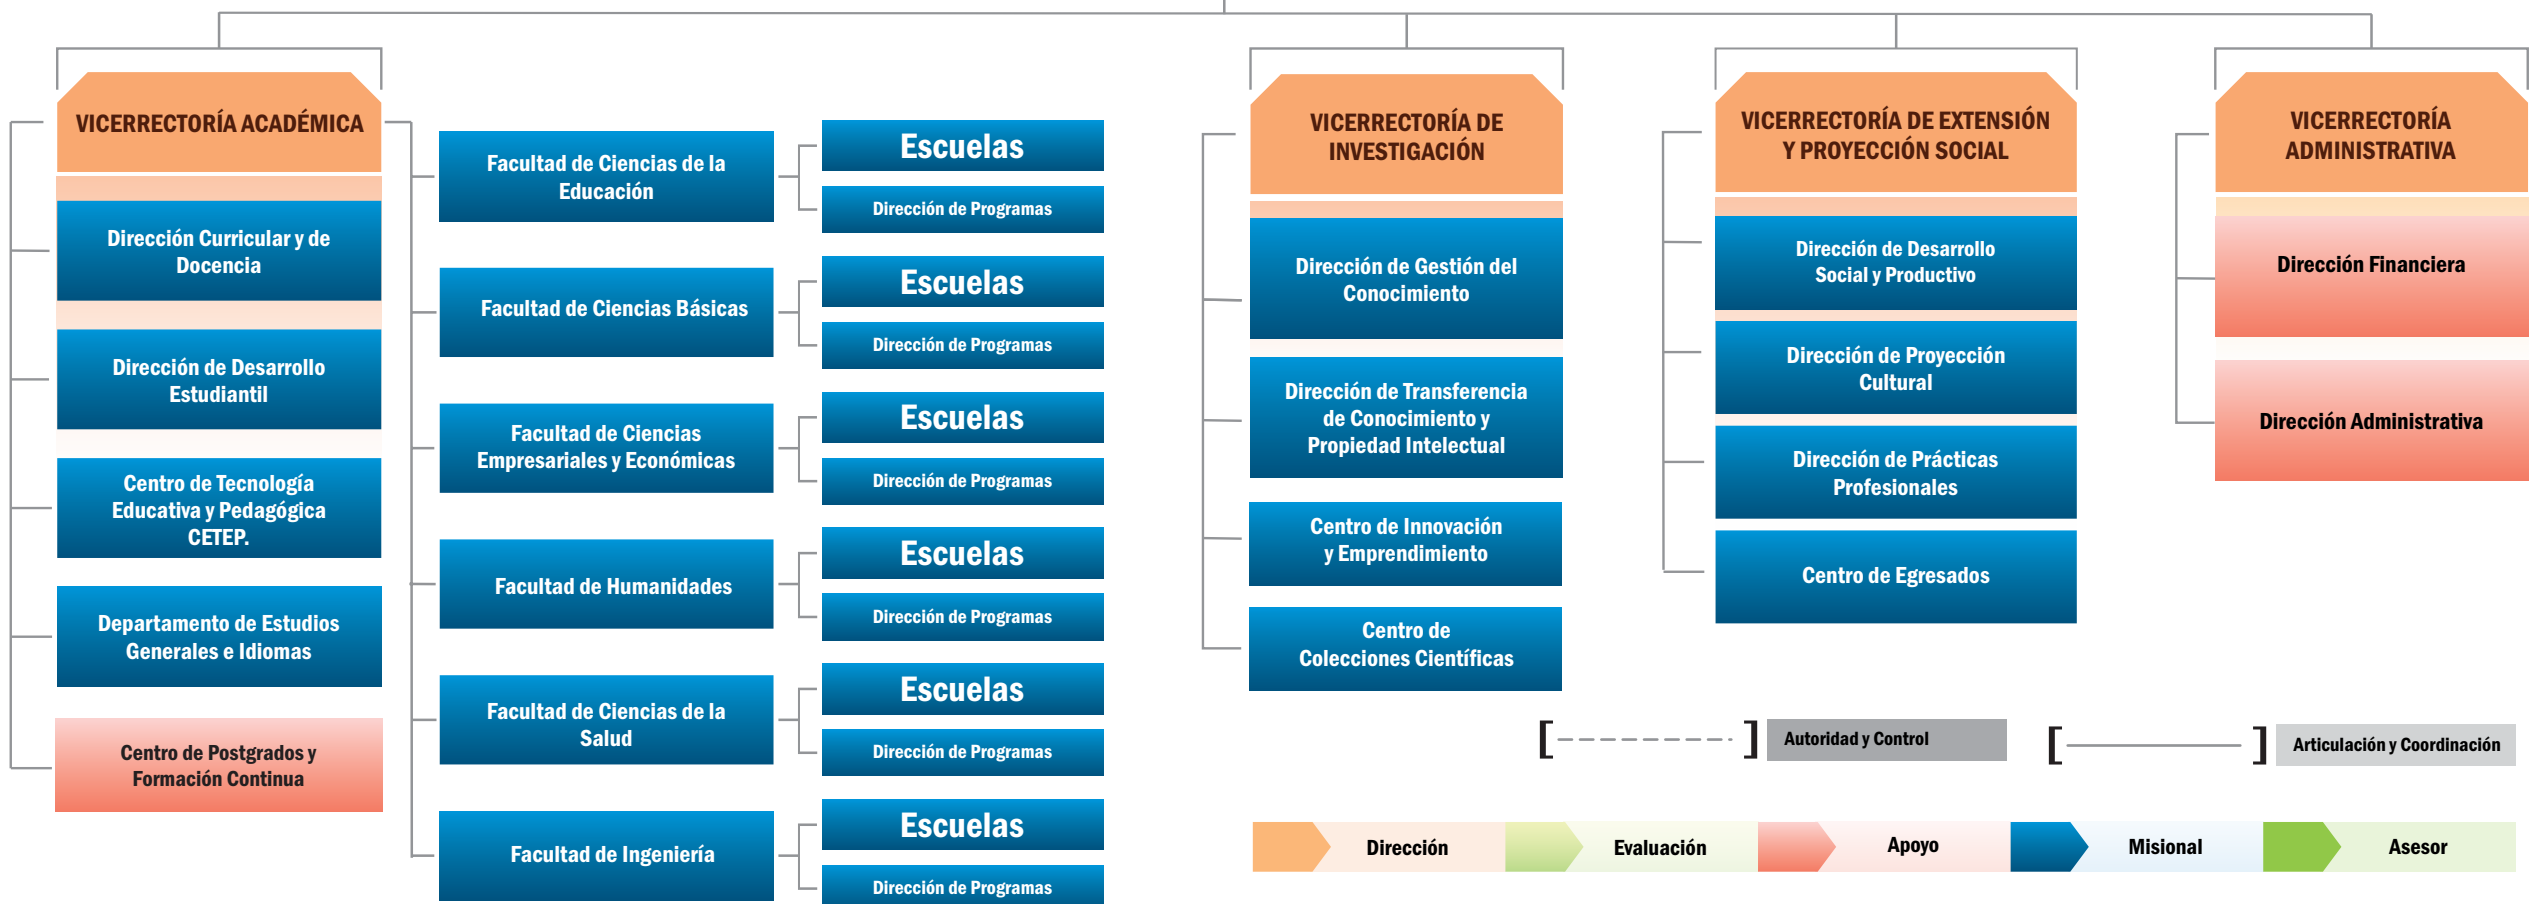 VICERRECTORÍA ACADÉMICA
Dirección Curricular y de
Docencia
Dirección de Desarrollo
Estudiantil
Centro de Tecnología
Educativa y Pedagógica
CETEP.
Departamento de Estudios
Generales e Idiomas
Centro de Postgrados y
Formación Continua
Facultad de Ciencias de la
Educación
Escuelas
Dirección de Programas
Facultad de Ciencias Básicas
Escuelas
Dirección de Programas
Facultad de Ciencias
Empresariales y Económicas
Escuelas
Dirección de Programas
Facultad de Humanidades
Escuelas
Dirección de Programas
Facultad de Ciencias de la
Salud
Escuelas
Dirección de Programas
Facultad de Ingeniería
Escuelas
Dirección de Programas
VICERRECTORÍA DE
INVESTIGACIÓN
Dirección de Gestión del
Conocimiento
Dirección de Transferencia
de Conocimiento y
Propiedad Intelectual
Centro de Innovación
y Emprendimiento
Centro de
Colecciones Científicas
VICERRECTORÍA DE EXTENSIÓN
Y PROYECCIÓN SOCIAL
Dirección de Desarrollo
Social y Productivo
Dirección de Proyección
Cultural
Dirección de Prácticas
Profesionales
Centro de Egresados
VICERRECTORÍA
ADMINISTRATIVA
Dirección Financiera
Dirección Administrativa
Autoridad y Control
Articulación y Coordinación
Dirección
Evaluación
Apoyo
Misional
Asesor